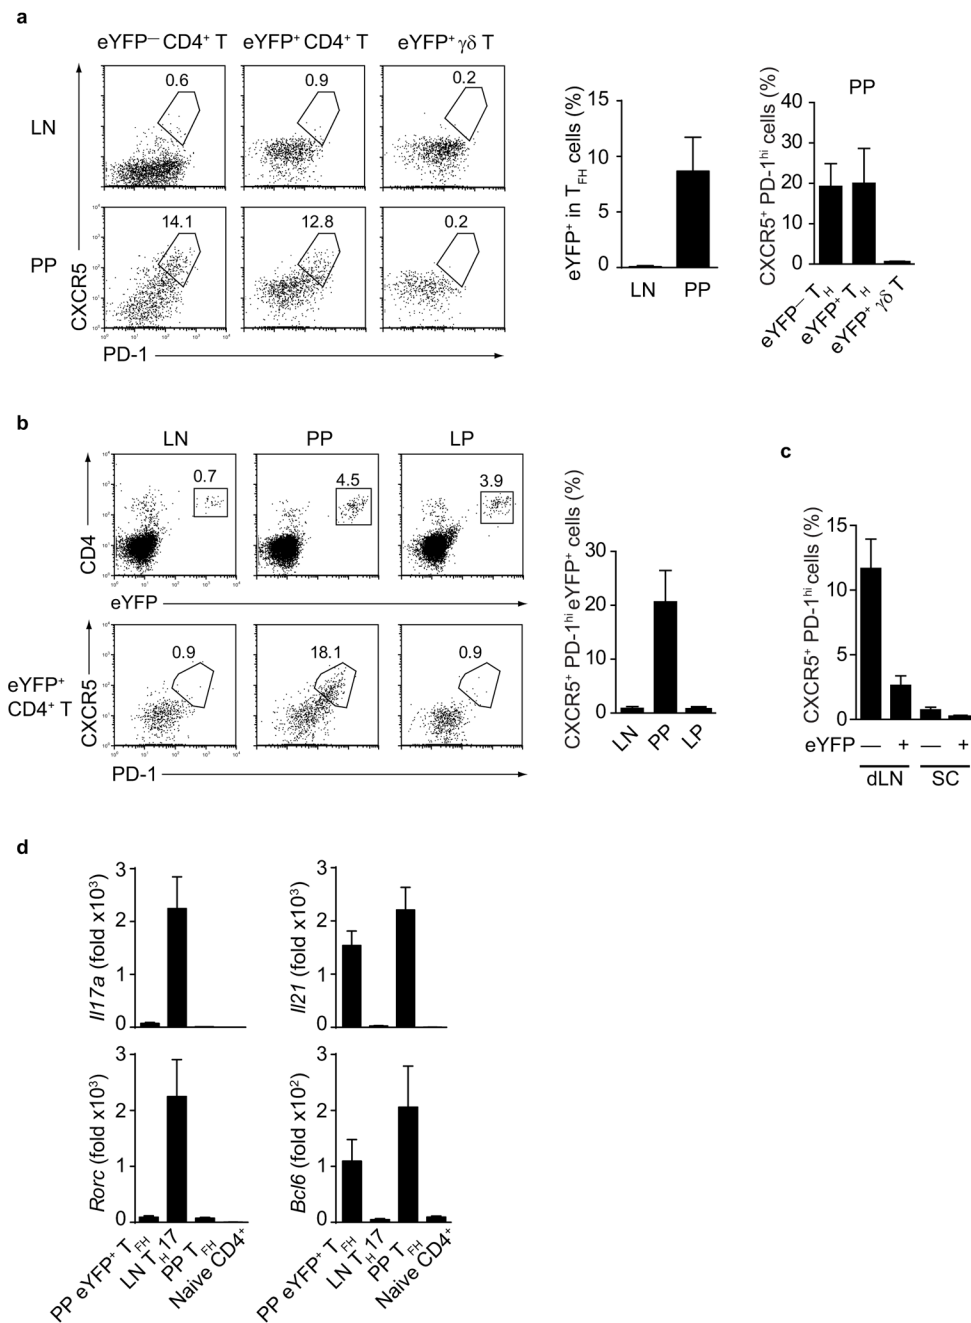 a
eYFP— CD4+ T eYFP+ CD4+ T eYFP+ γδ T
LN
0.6 0.9 0.2
PP
14.1 12.8 0.2
CXCR5
PD-1
eYFP+ in TFH cells (%)
15
10
5
0
LN PP
CXCR5+ PD-1hi cells (%)
PP
40
30
20
10
0
eYFP— TH
eYFP+ TH
eYFP+ γδ T
b
LN PP LP
0.7 4.5 3.9
CD4
eYFP
eYFP+
CD4+ T
0.9 18.1 0.9
CXCR5
PD-1
CXCR5+ PD-1hi eYFP+ cells (%)
30
20
10
0
LN PP LP
c
CXCR5+ PD-1hi cells (%)
15
10
5
0
eYFP — + — +
dLN SC
d
Il17a (fold x103)
3
2
1
0
Il21 (fold x103)
3
2
1
0
Rorc (fold x103)
3
2
1
0
PP eYFP+ TFH
LN TH17
PP TFH
Naive CD4+
Bcl6 (fold x102)
3
2
1
0
PP eYFP+ TFH
LN TH17
PP TFH
Naive CD4+